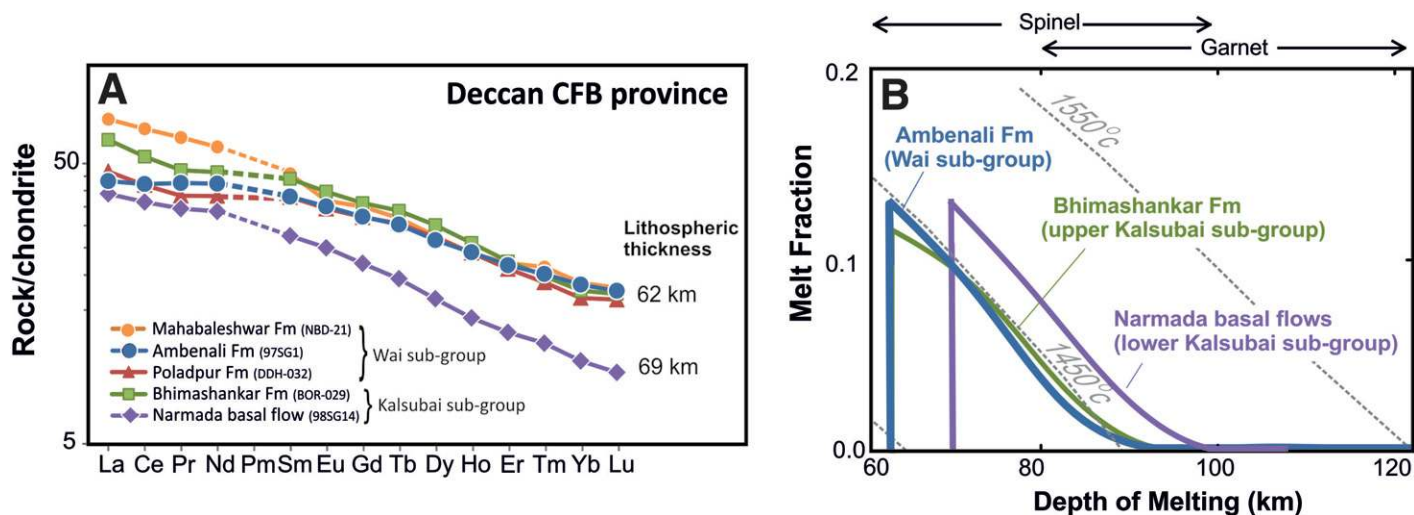 A
Deccan CFB province
Rock/chondrite
50
5
Lithospheric
thickness
62 km
69 km
Mahabaleshwar Fm (NBD-21)
Ambenali Fm (97SG1)
Poladpur Fm (DDH-032)
Bhimashankar Fm (BOR-029)
Narmada basal flow (98SG14)
Wai sub-group
Kalsubai sub-group
La Ce Pr Nd Pm Sm Eu Gd Tb Dy Ho Er Tm Yb Lu
Spinel
Garnet
B
0.2
0.1
0.0
Melt Fraction
1550°C
1450°C
Ambenali Fm
(Wai sub-group)
Bhimashankar Fm
(upper Kalsubai sub-group)
Narmada basal flows
(lower Kalsubai sub-group)
60 80 100 120
Depth of Melting (km)